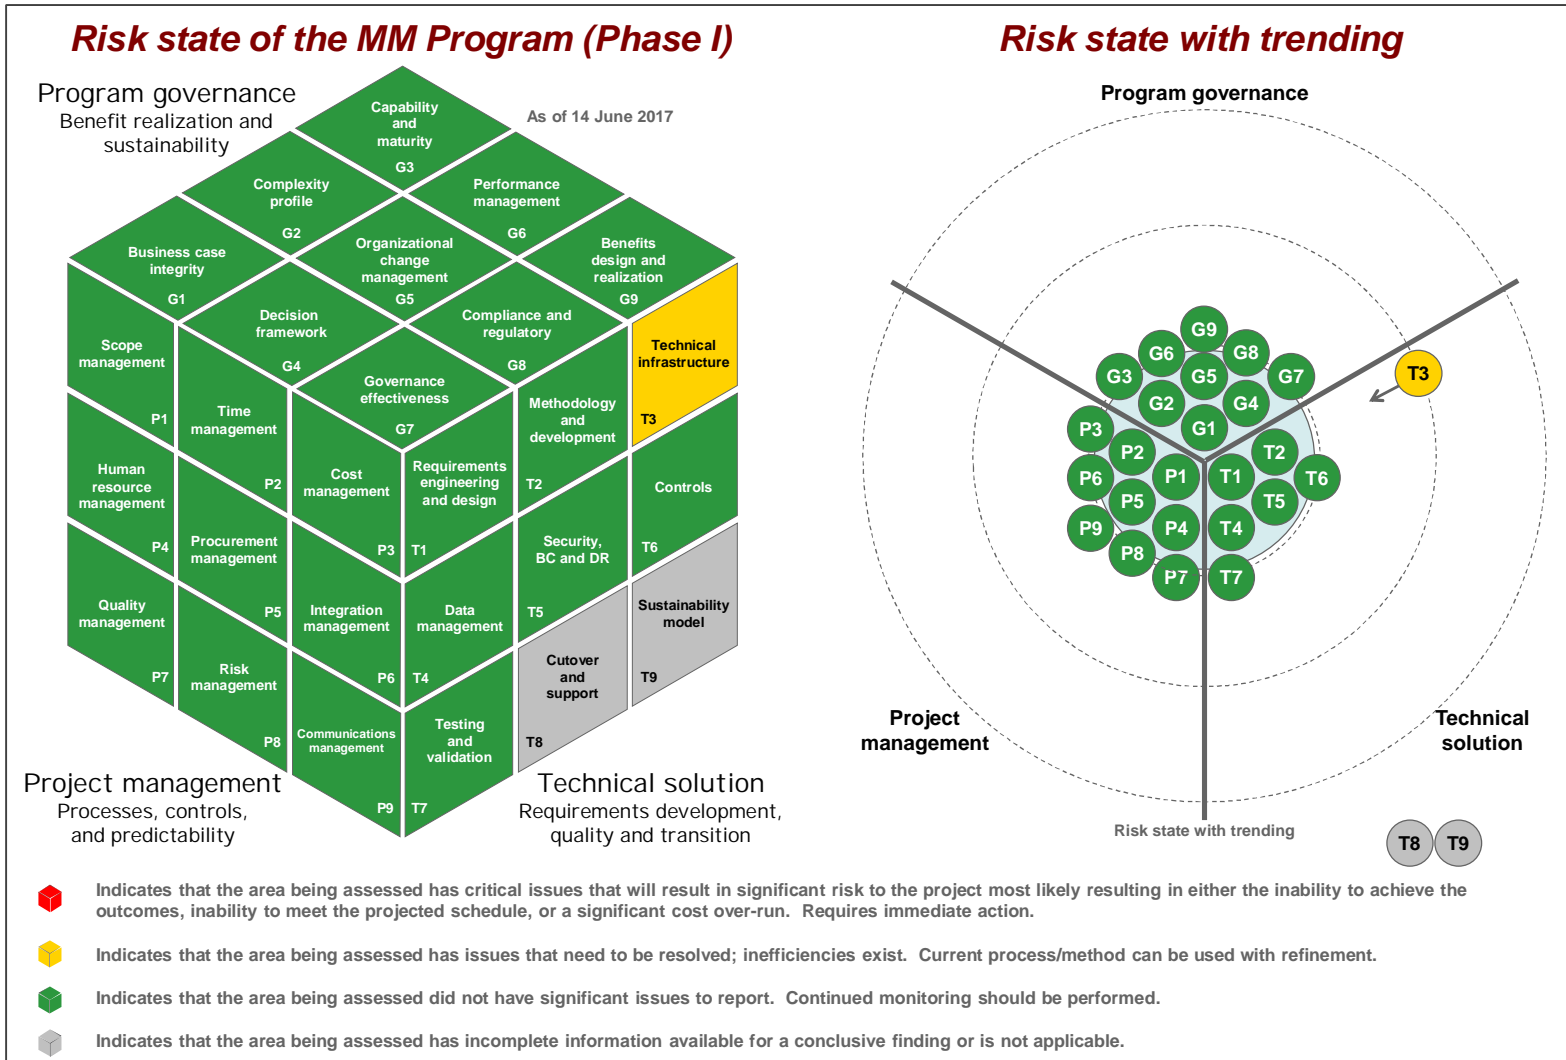 Risk state of the MM Program (Phase I)
Risk state with trending
Program governance
Benefit realization and
sustainability
As of 14 June 2017
Capability
and
maturity
G3
Complexity
profile
G2
Performance
management
G6
Business case
integrity
G1
Organizational
change
management
G5
Benefits
design and
realization
G9
Decision
framework
G4
Compliance and
regulatory
G8
Governance
effectiveness
G7
Scope
management
P1
Time
management
P2
Cost
management
P3
Human
resource
management
P4
Procurement
management
P5
Integration
management
P6
Quality
management
P7
Risk
management
P8
Communications
management
P9
Requirements
engineering
and design
T1
Methodology
and
development
T2
Technical
infrastructure
T3
Data
management
T4
Security,
BC and DR
T5
Controls
T6
Testing
and
validation
T7
Cutover
and
support
T8
Sustainability
model
T9
Project management
Processes, controls,
and predictability
Technical solution
Requirements development,
quality and transition
Program governance
G9
G6
G8
G3
G5
G7
G2
G4
G1
T3
P3
P2
P1
P6
P5
P4
P9
P8
P7
T1
T2
T6
T5
T4
T7
Project
management
Technical
solution
Risk state with trending
T8
T9
Indicates that the area being assessed has critical issues that will result in significant risk to the project most likely resulting in either the inability to achieve the
outcomes, inability to meet the projected schedule, or a significant cost over-run.  Requires immediate action.
Indicates that the area being assessed has issues that need to be resolved; inefficiencies exist.  Current process/method can be used with refinement.
Indicates that the area being assessed did not have significant issues to report.  Continued monitoring should be performed.
Indicates that the area being assessed has incomplete information available for a conclusive finding or is not applicable.